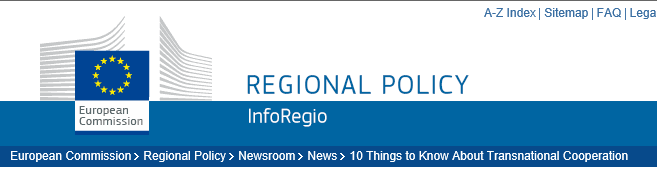 A-Z Index | Sitemap | FAQ | Lega
REGIONAL POLICY
European
Commission
InfoRegio
European Commission > Regional Policy > Newsroom > News > 10 Things to Know About Transnational Cooperation